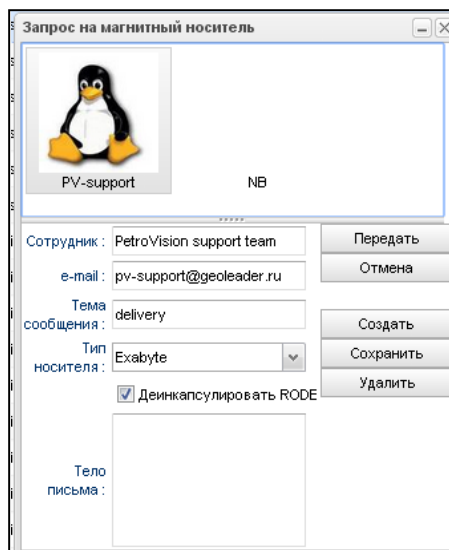 Запрос на магнитный носитель
PV-support NB
Сотрудник : PetroVision support team Передать
e-mail : pv-support@geoleader.ru Отмена
Тема
сообщения : delivery Создать
Тип
носителя : Exabyte Сохранить
Удалить
Деинкапсулировать RODE
Тело
письма :